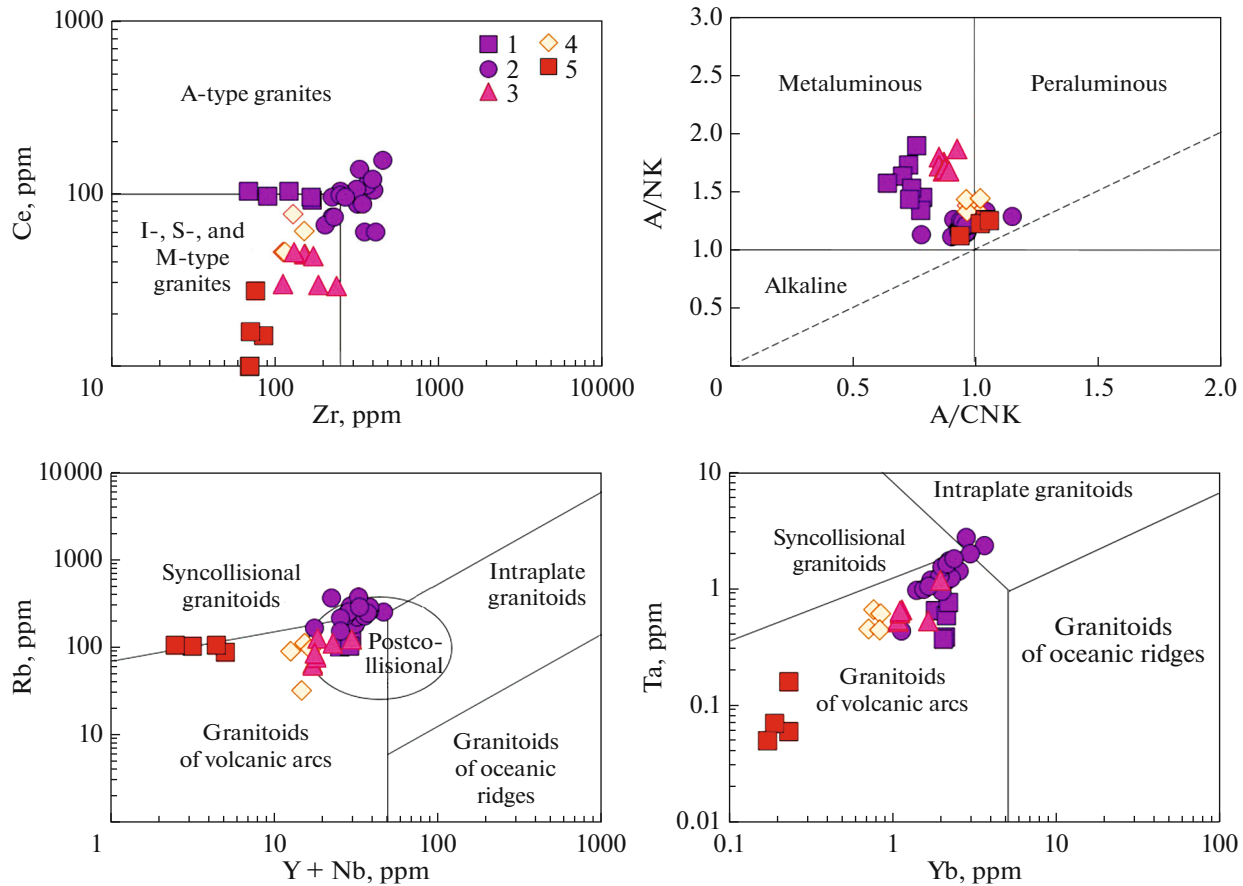 1000
100
10
Ce, ppm
A-type granites
I-, S-, and
M-type
granites
1
2
3
4
5
100
1000
10000
Zr, ppm
3.0
2.5
2.0
1.5
1.0
0.5
0
A/NK
Metaluminous
Peraluminous
Alkaline
0.5
1.0
1.5
2.0
A/CNK
10000
1000
100
10
1
Rb, ppm
Syncollisional
granitoids
Intraplate
granitoids
Postco-
llisional
Granitoids
of volcanic arcs
Granitoids
of oceanic
ridges
1
10
100
1000
Y + Nb, ppm
10
1
0.1
0.01
Ta, ppm
Intraplate granitoids
Syncollisional
granitoids
Granitoids
of oceanic ridges
Granitoids
of volcanic arcs
0.1
1
10
100
Yb, ppm